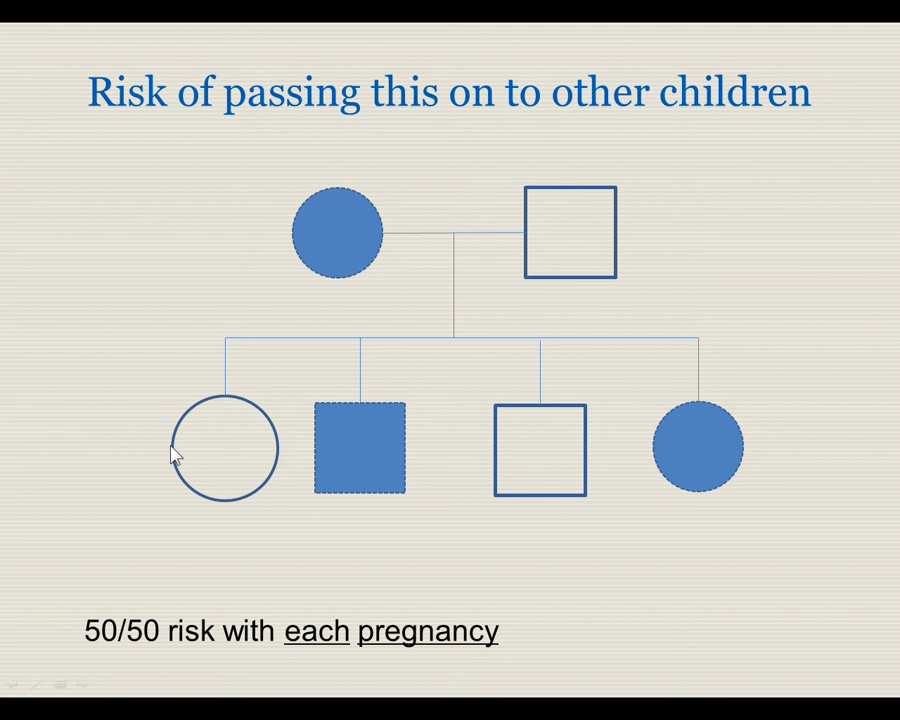 Risk of passing this on to other children
50/50 risk with each pregnancy